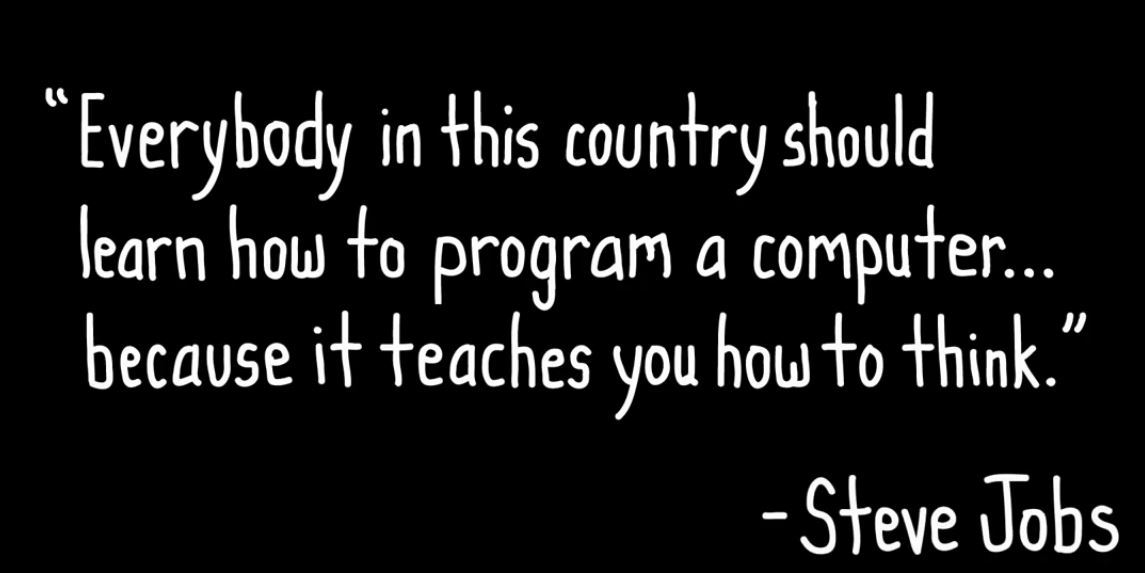 “Everybody in this country should
learn how to program a computer...
because it teaches you how to think.”
-Steve Jobs